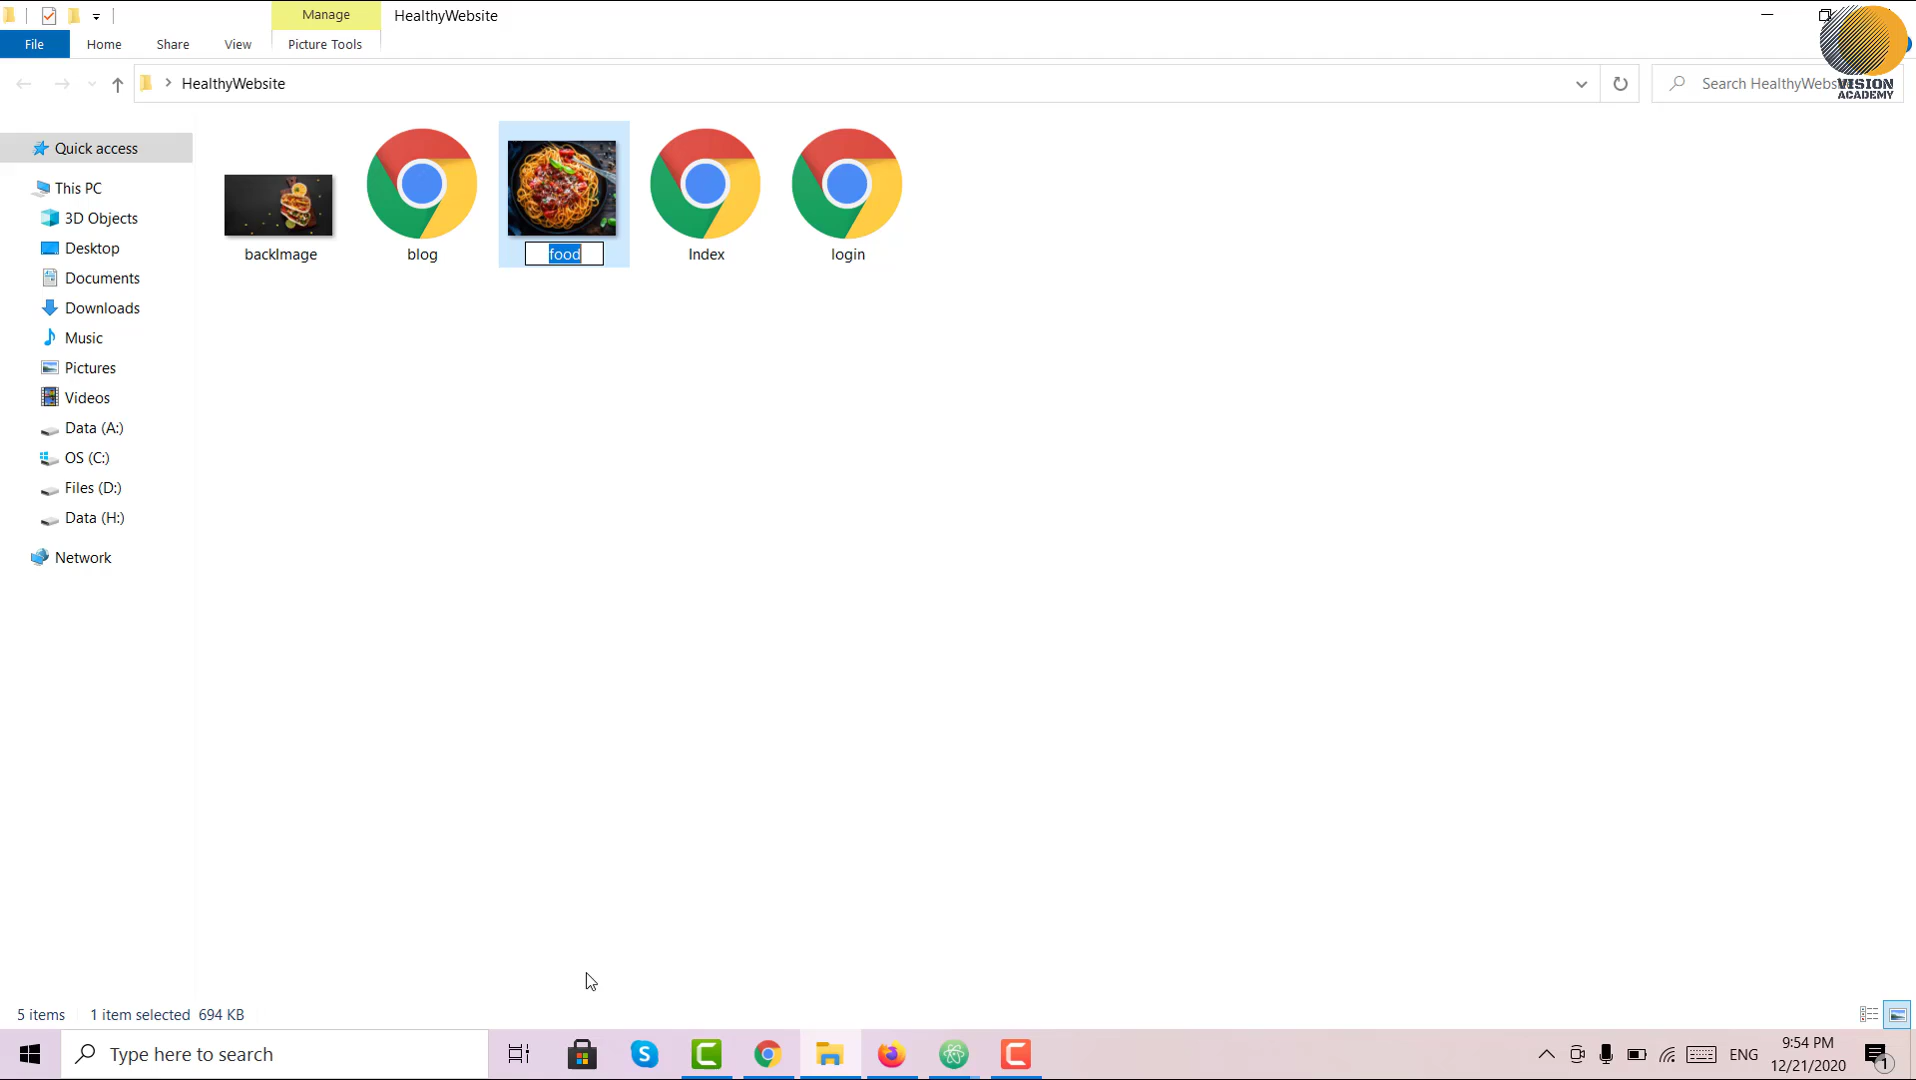 Manage
HealthyWebsite
File
Home
Share
View
Picture Tools
HealthyWebsite
Search HealthyWebs
VISION
ACADEMY
Quick access
This PC
3D Objects
Desktop
Documents
Downloads
Music
Pictures
Videos
Data (A:)
OS (C:)
Files (D:)
Data (H:)
Network
backImage
blog
food
Index
login
5 items
1 item selected 694 KB
Type here to search
ENG
9:54 PM
12/21/2020
1